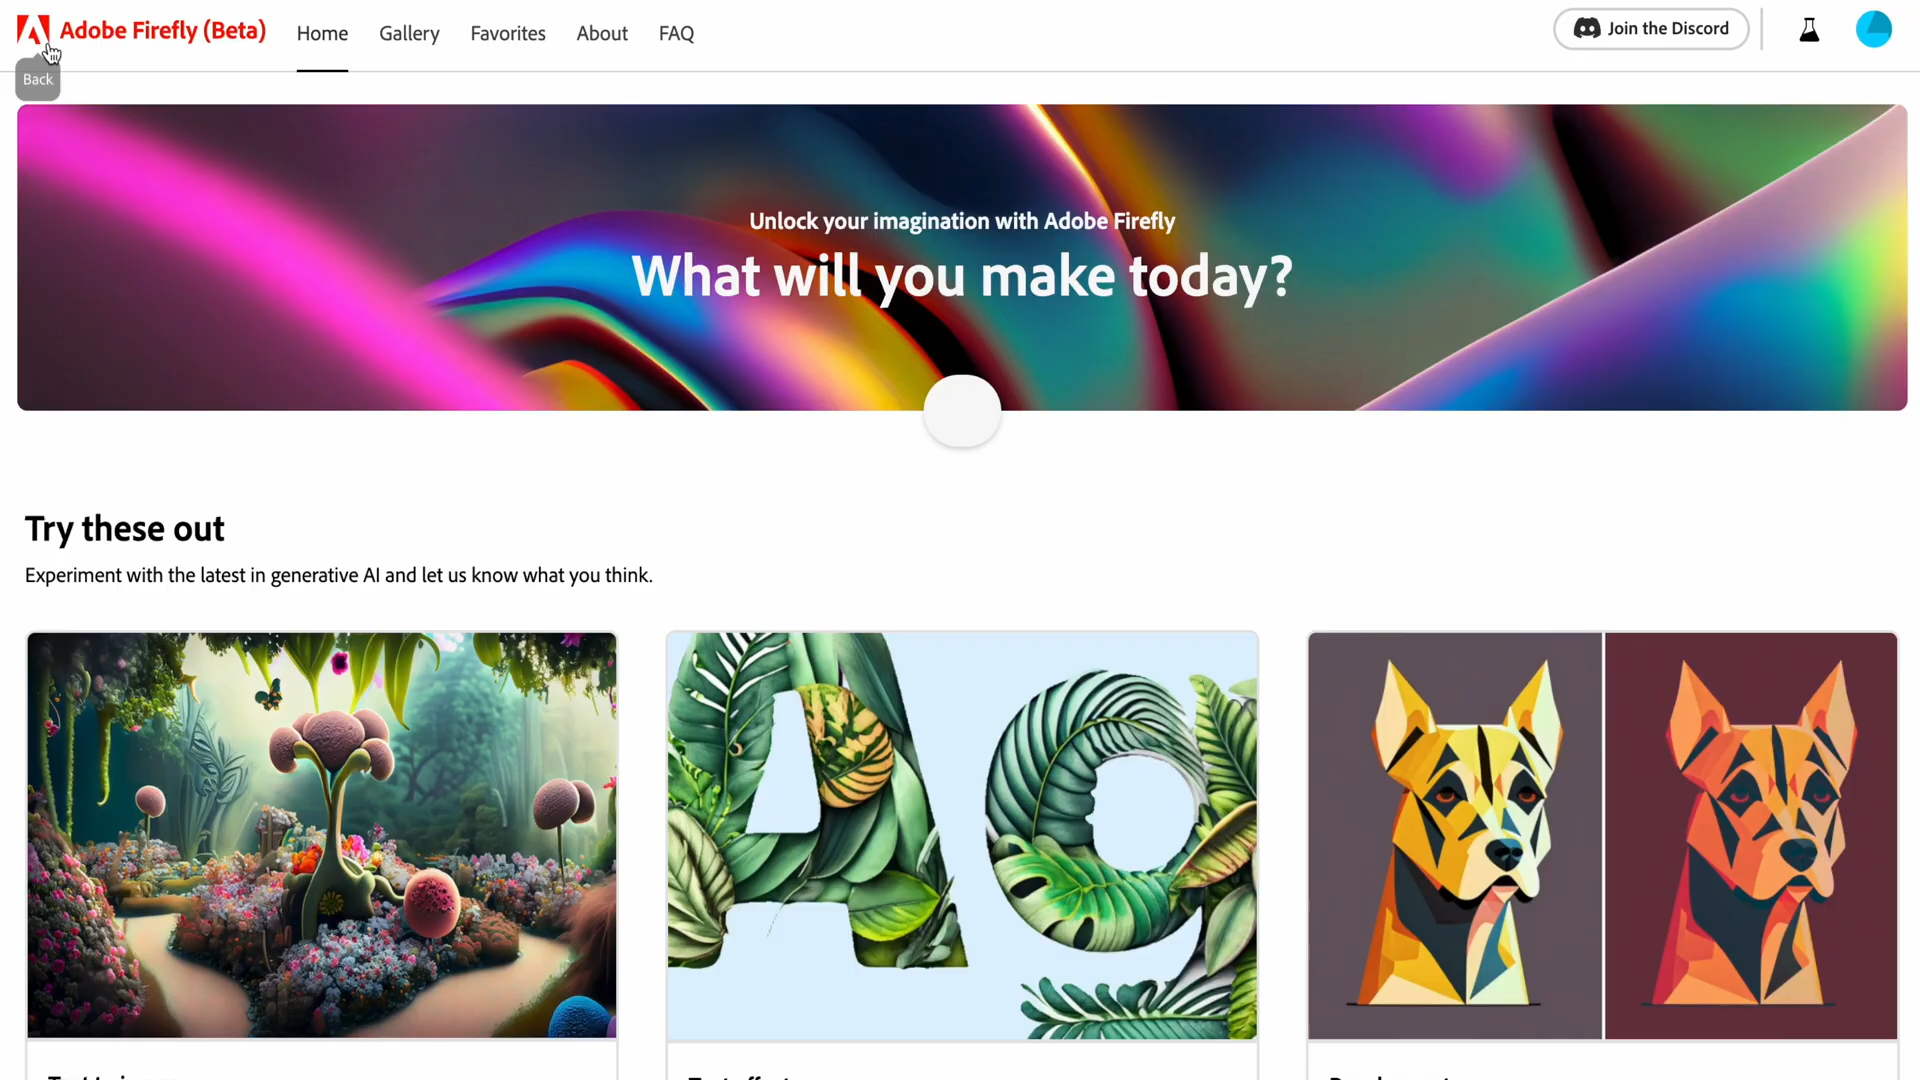 Adobe Firefly (Beta) Home Gallery Favorites About FAQ Join the Discord
Back
Unlock your imagination with Adobe Firefly
What will you make today?
Try these out
Experiment with the latest in generative AI and let us know what you think.